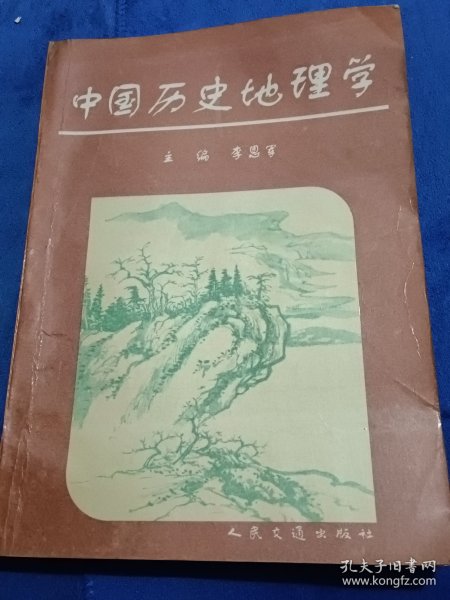 中国历史地理学
主编 李恩军
人民交通出版社
孔夫子旧书网
www.kongfz.com